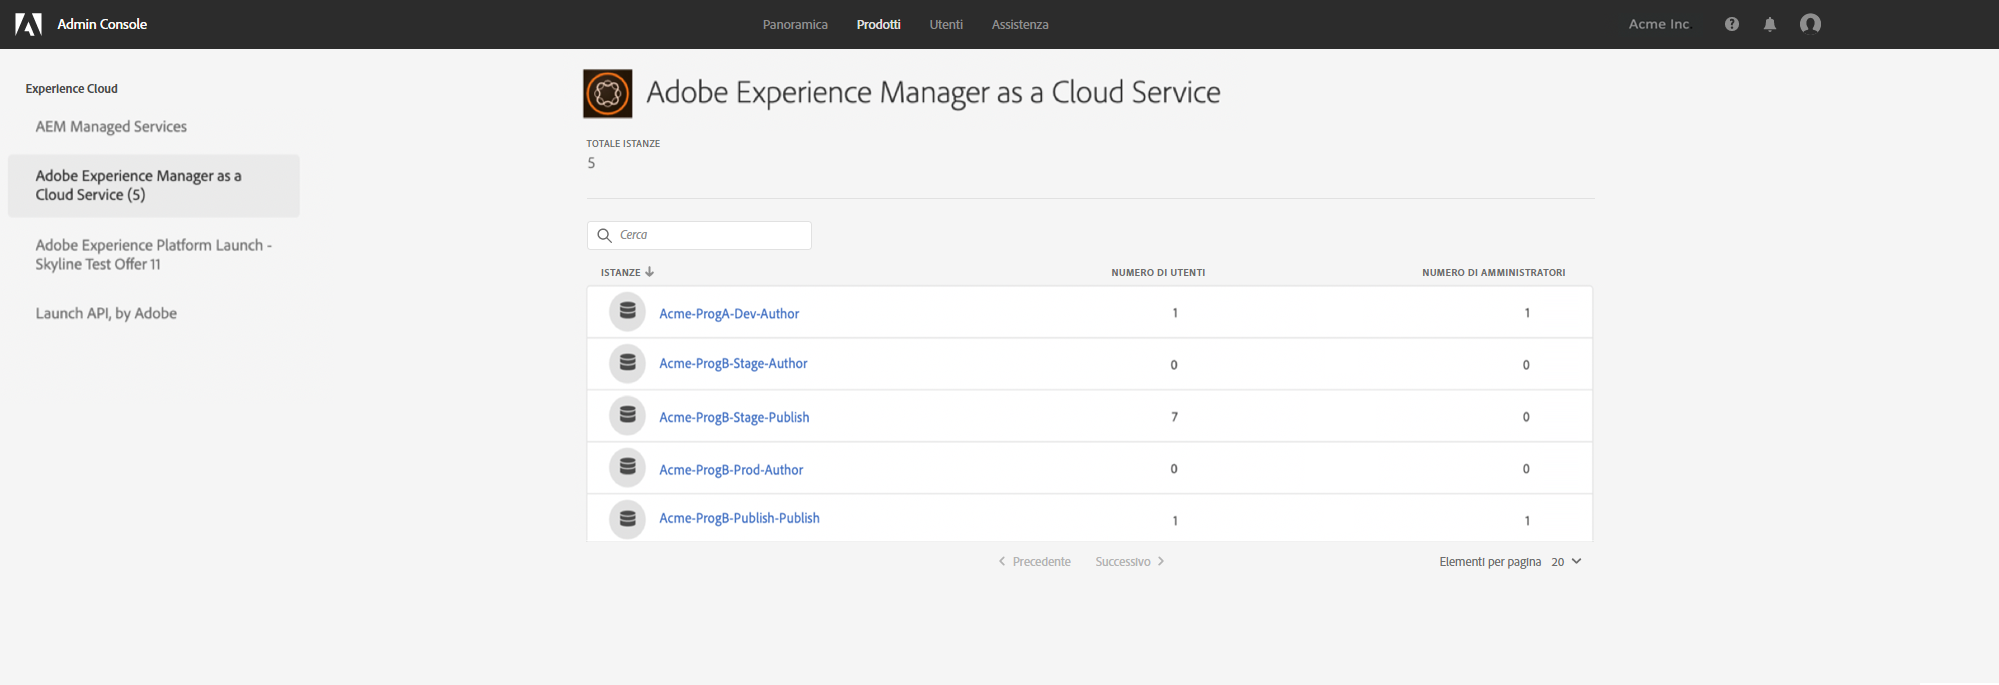 Admin Console
Panoramica Prodotti Utenti Assistenza
Acme Inc
Experience Cloud
AEM Managed Services
Adobe Experience Manager as a
Cloud Service (5)
Adobe Experience Platform Launch -
Skyline Test Offer 11
Launch API, by Adobe
Adobe Experience Manager as a Cloud Service
TOTALE ISTANZE
5
Cerca
ISTANZE NUMERO DI UTENTI NUMERO DI AMMINISTRATORI
Acme-ProgA-Dev-Author 1 1
Acme-ProgB-Stage-Author 0 0
Acme-ProgB-Stage-Publish 7 0
Acme-ProgB-Prod-Author 0 0
Acme-ProgB-Publish-Publish 1 1
Precedente Successivo Elementi per pagina 20